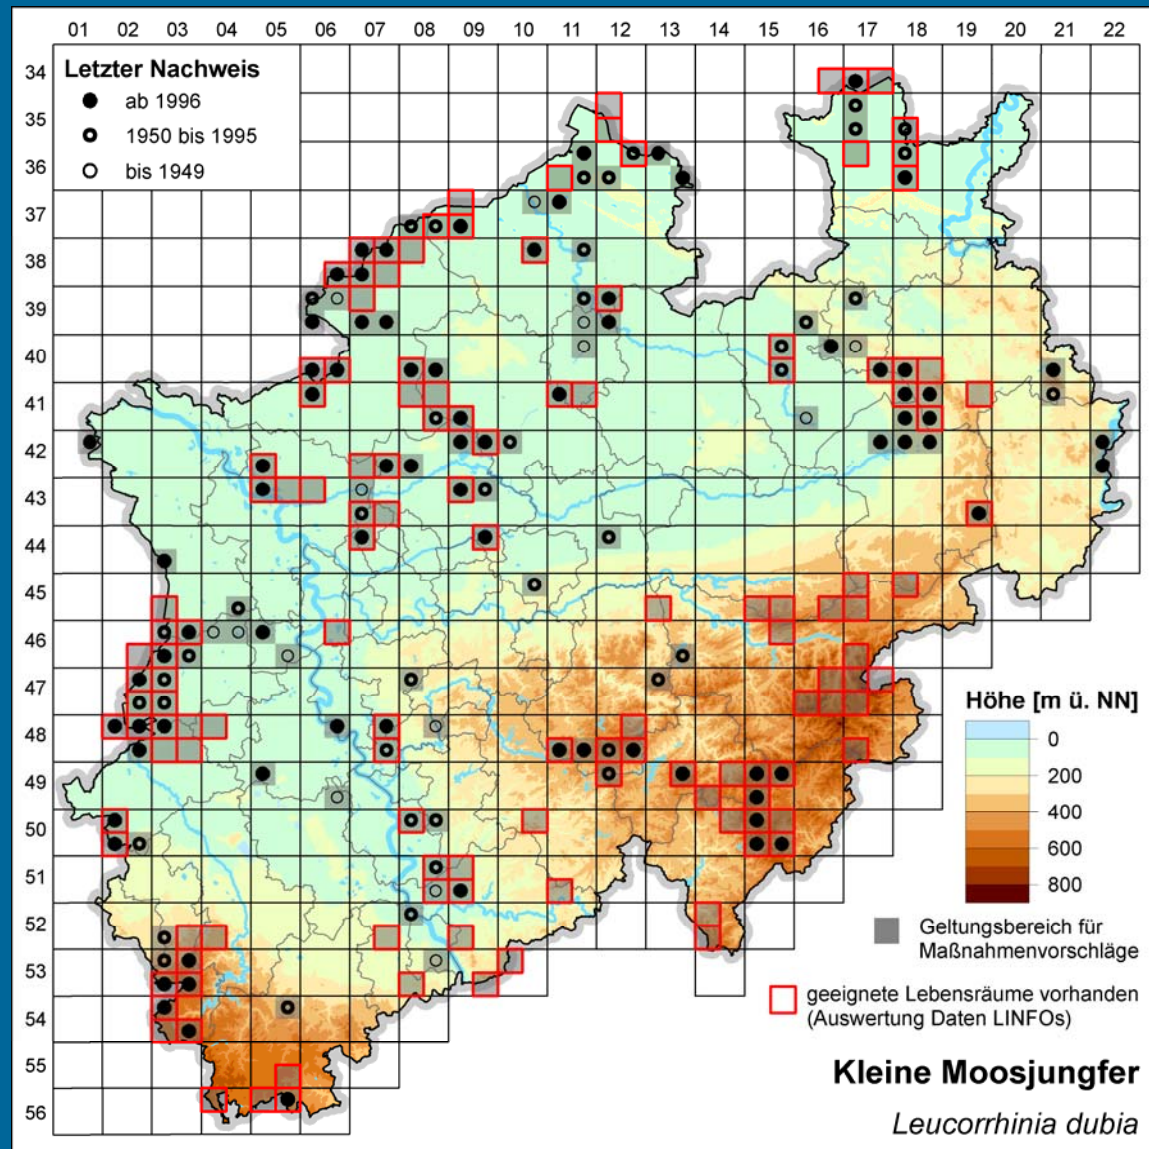 01 02 03 04 05 06 07 08 09 10 11 12 13 14 15 16 17 18 19 20 21 22
34
35
36
37
38
39
40
41
42
43
44
45
46
47
48
49
50
51
52
53
54
55
56
Letzter Nachweis
ab 1996
1950 bis 1995
bis 1949
Höhe [m ü. NN]
0
200
400
600
800
Geltungsbereich für
Maßnahmenvorschläge
geeignete Lebensräume vorhanden
(Auswertung Daten LINFOs)
Kleine Moosjungfer
Leucorrhinia dubia